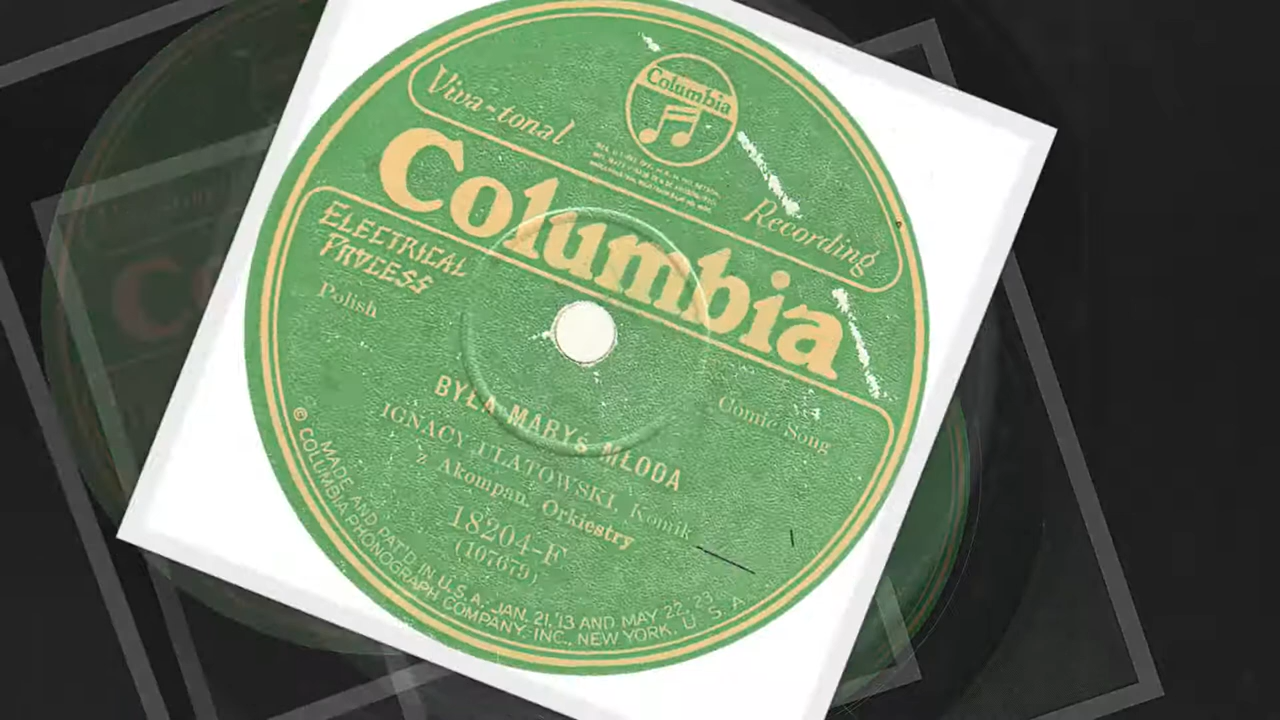 Columbia
Viva-tonal
Recording
Columbia
ELECTRICAL
PROCESS
Polish
Comic Song
BYŁA MARYś MŁODA
IGNACY ULATOWSKI, Komik
z Akompan. Orkiestry
18204-F
(107679)
MADE AND PAT'D. IN U. S. A., JAN. 21, '13 AND MAY 22, 23
© COLUMBIA PHONOGRAPH COMPANY, INC., NEW YORK, U. S. A.